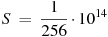 S = 1/256 · 10^14